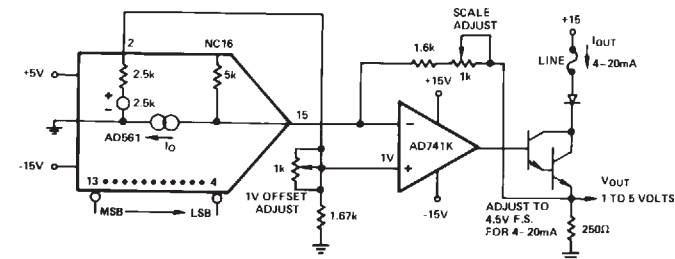 SCALE
ADJUST
+15
I_OUT
4–20mA
LINE
2
NC16
1.6k
1k
+15V
+5V
2.5k
5k
+
2.5k
−
15
AD561
I_O
−
AD741K
1k
1V
+
-15V
13
4
MSB
LSB
1V OFFSET
ADJUST
1.67k
-15V
ADJUST TO
4.5V F.S.
FOR 4–20mA
V_OUT
1 TO 5 VOLTS
250Ω